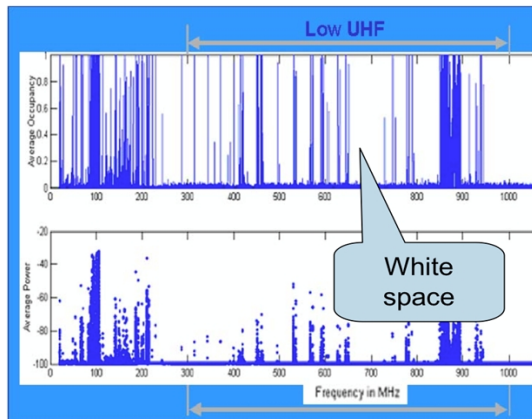 Low UHF
Average Occupancy
1
0.8
0.6
0.4
0.2
0
0 100 200 300 400 500 600 700 800 900 1000
Average Power
-20
-40
-60
-80
-100
0 100 200 300 400 500 600 700 800 900 1000
White
space
Frequency in MHz